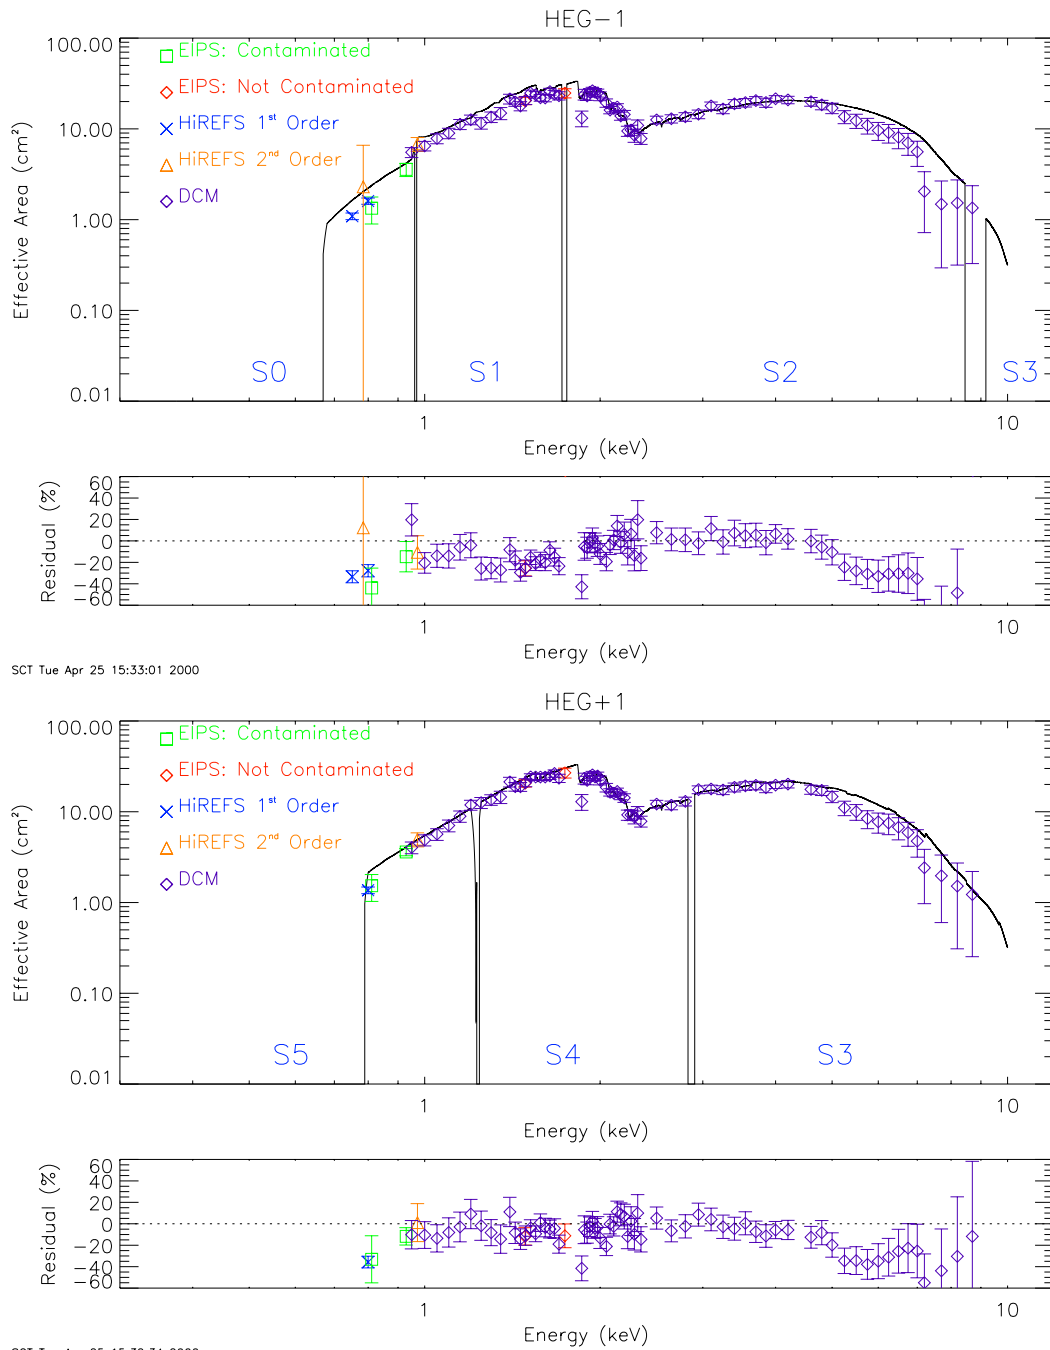 HEG−1
100.00
10.00
1.00
0.10
0.01
Effective Area (cm²)
EIPS: Contaminated
EIPS: Not Contaminated
HiREFS 1st Order
HiREFS 2nd Order
DCM
S0 S1 S2 S3
1 10
Energy (keV)
60
40
20
0
−20
−40
−60
Residual (%)
1 10
Energy (keV)
SCT Tue Apr 25 15:33:01 2000
HEG+1
100.00
10.00
1.00
0.10
0.01
Effective Area (cm²)
EIPS: Contaminated
EIPS: Not Contaminated
HiREFS 1st Order
HiREFS 2nd Order
DCM
S5 S4 S3
1 10
Energy (keV)
60
40
20
0
−20
−40
−60
Residual (%)
1 10
Energy (keV)